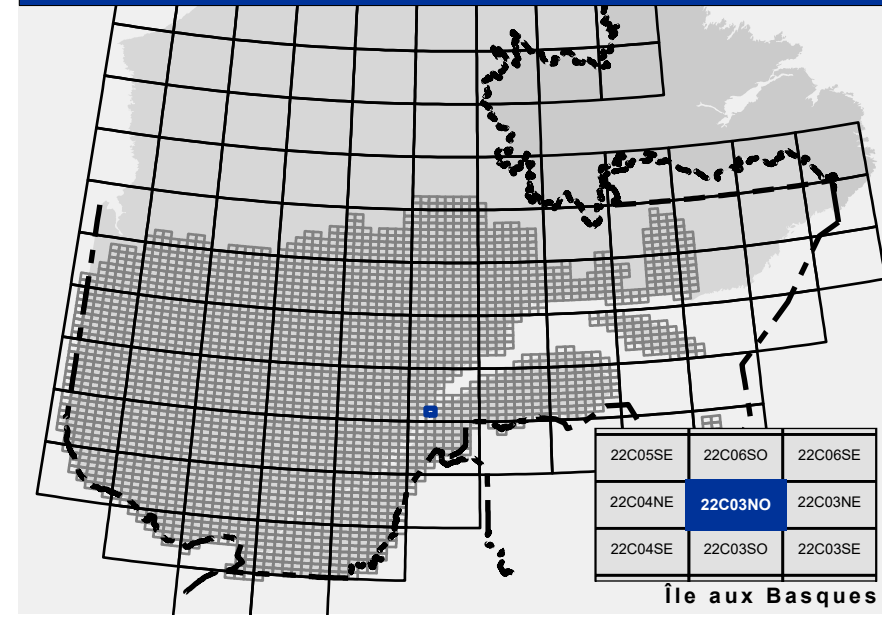 22C05SE 22C06SO 22C06SE
22C04NE 22C03NO 22C03NE
22C04SE 22C03SO 22C03SE
Île aux Basques